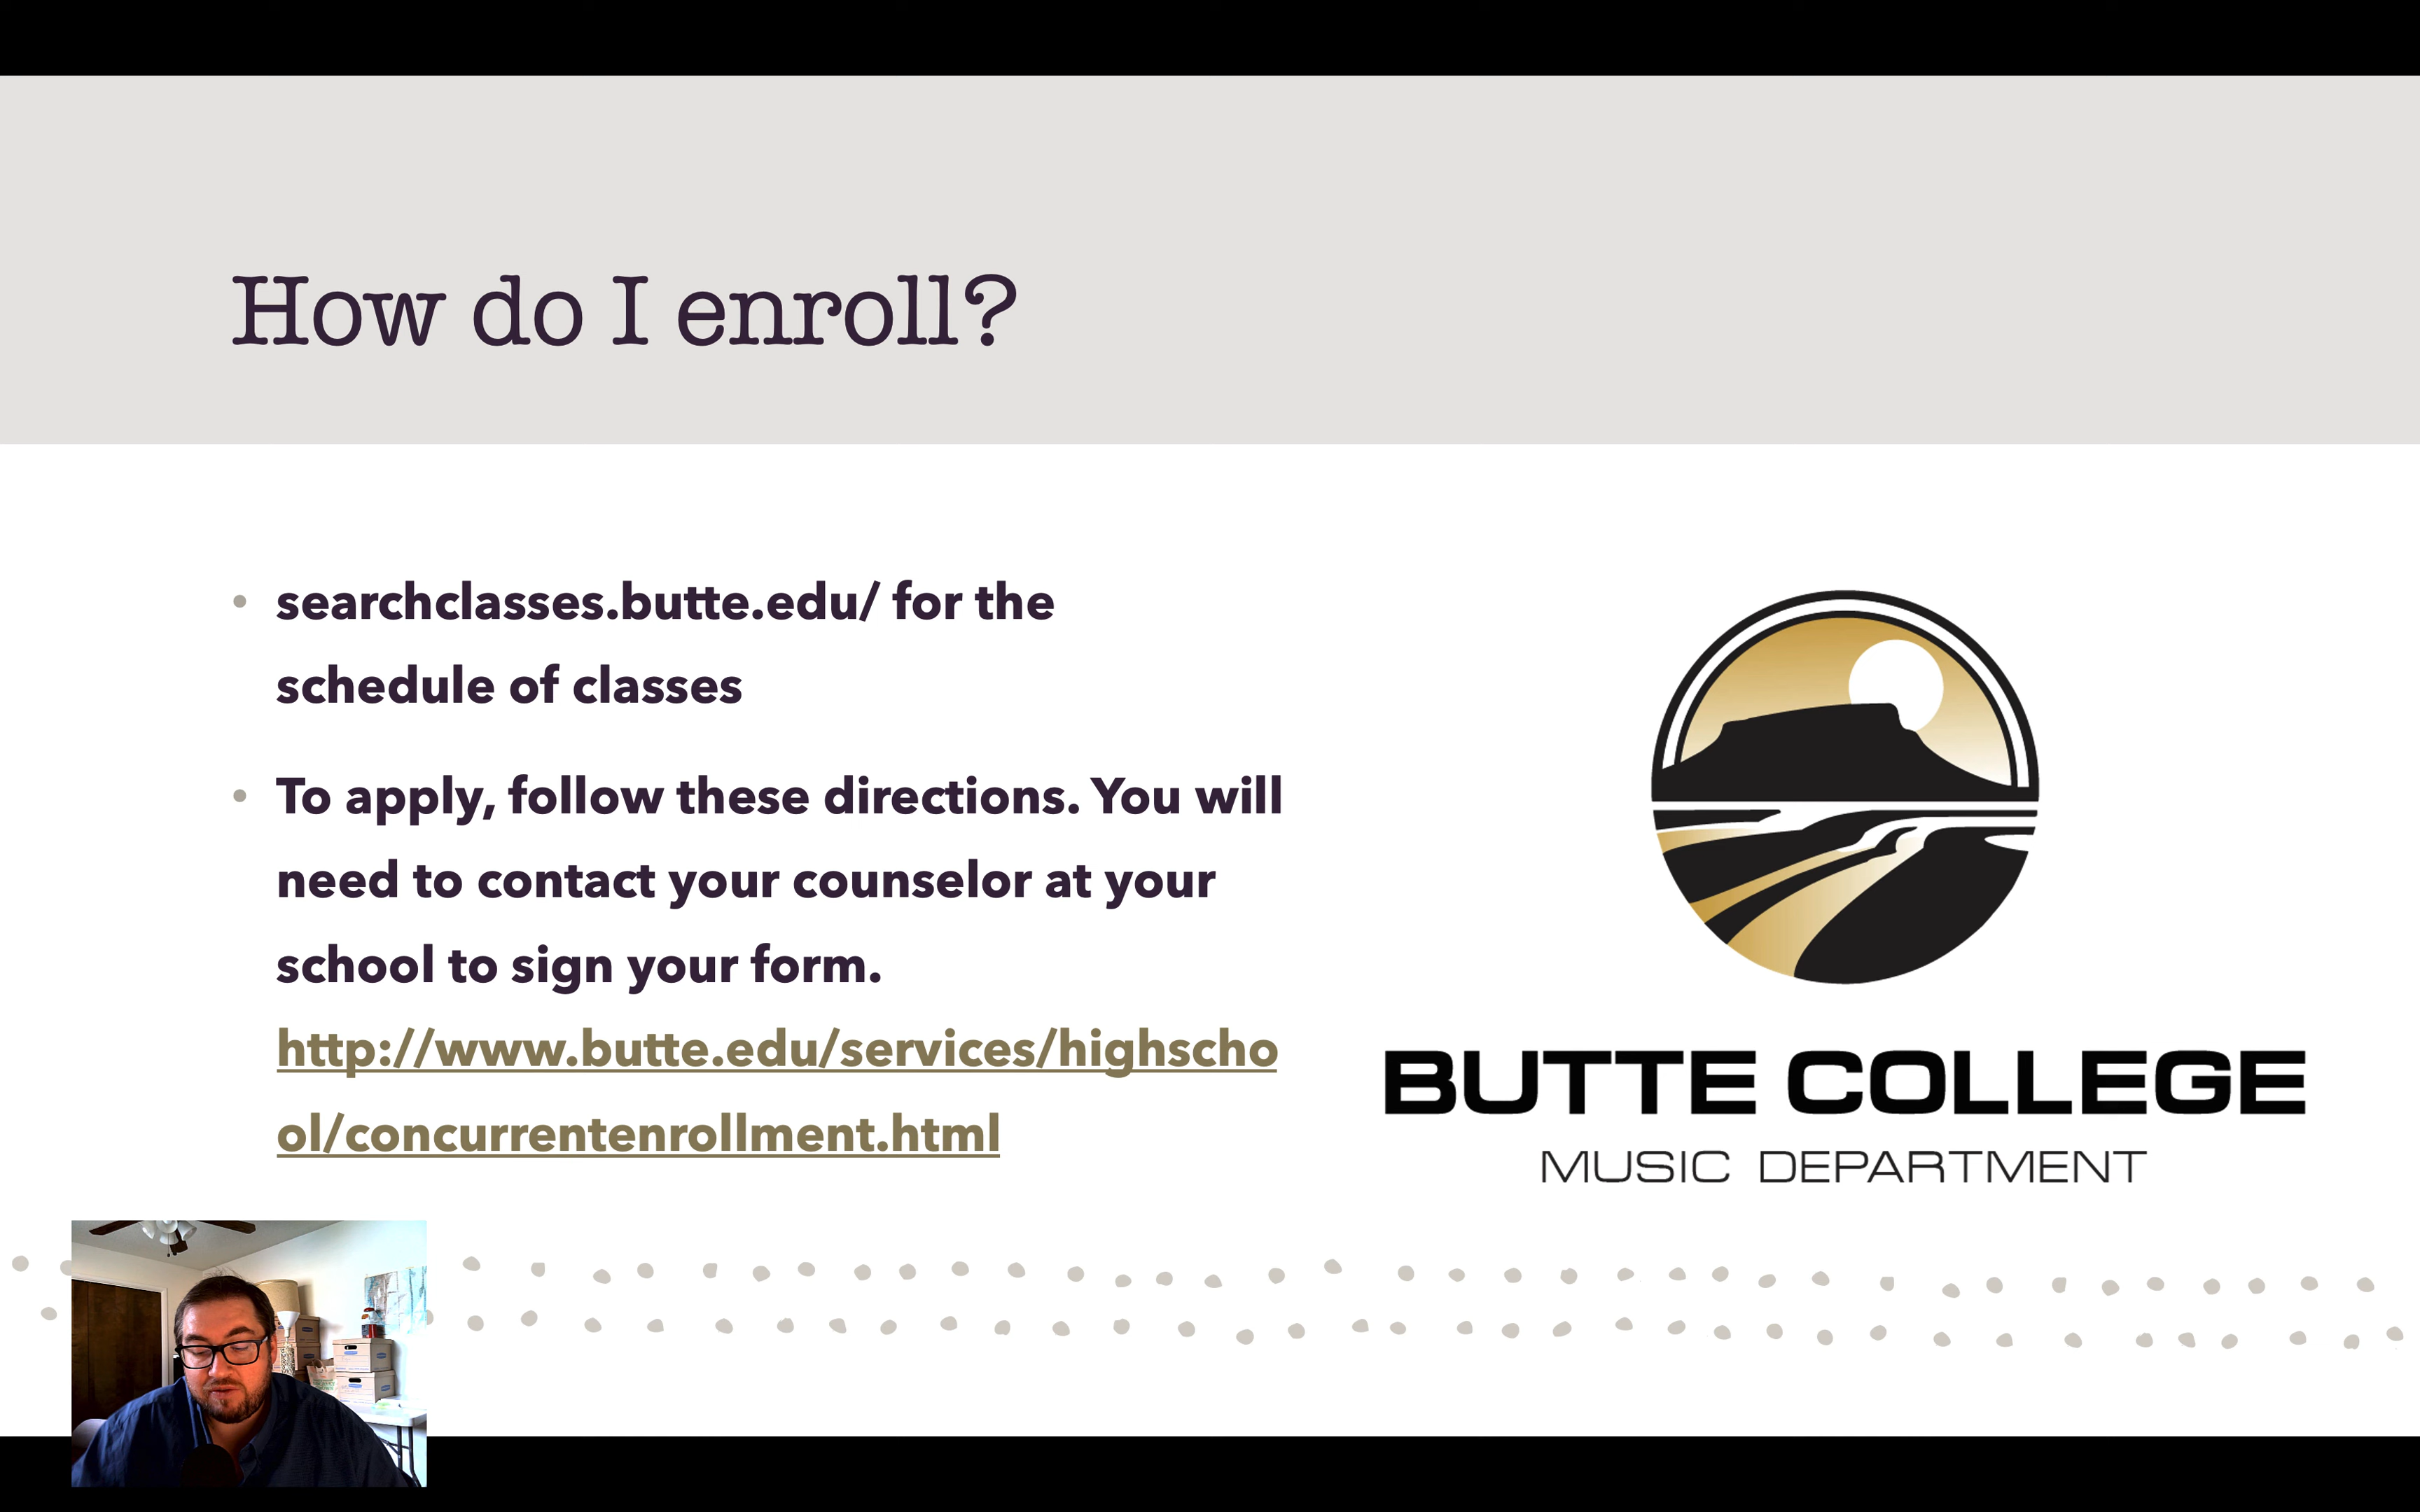 How do I enroll?
searchclasses.butte.edu/ for the
schedule of classes
To apply, follow these directions. You will
need to contact your counselor at your
school to sign your form.
http://www.butte.edu/services/highscho
ol/concurrentenrollment.html
BUTTE COLLEGE
MUSIC DEPARTMENT